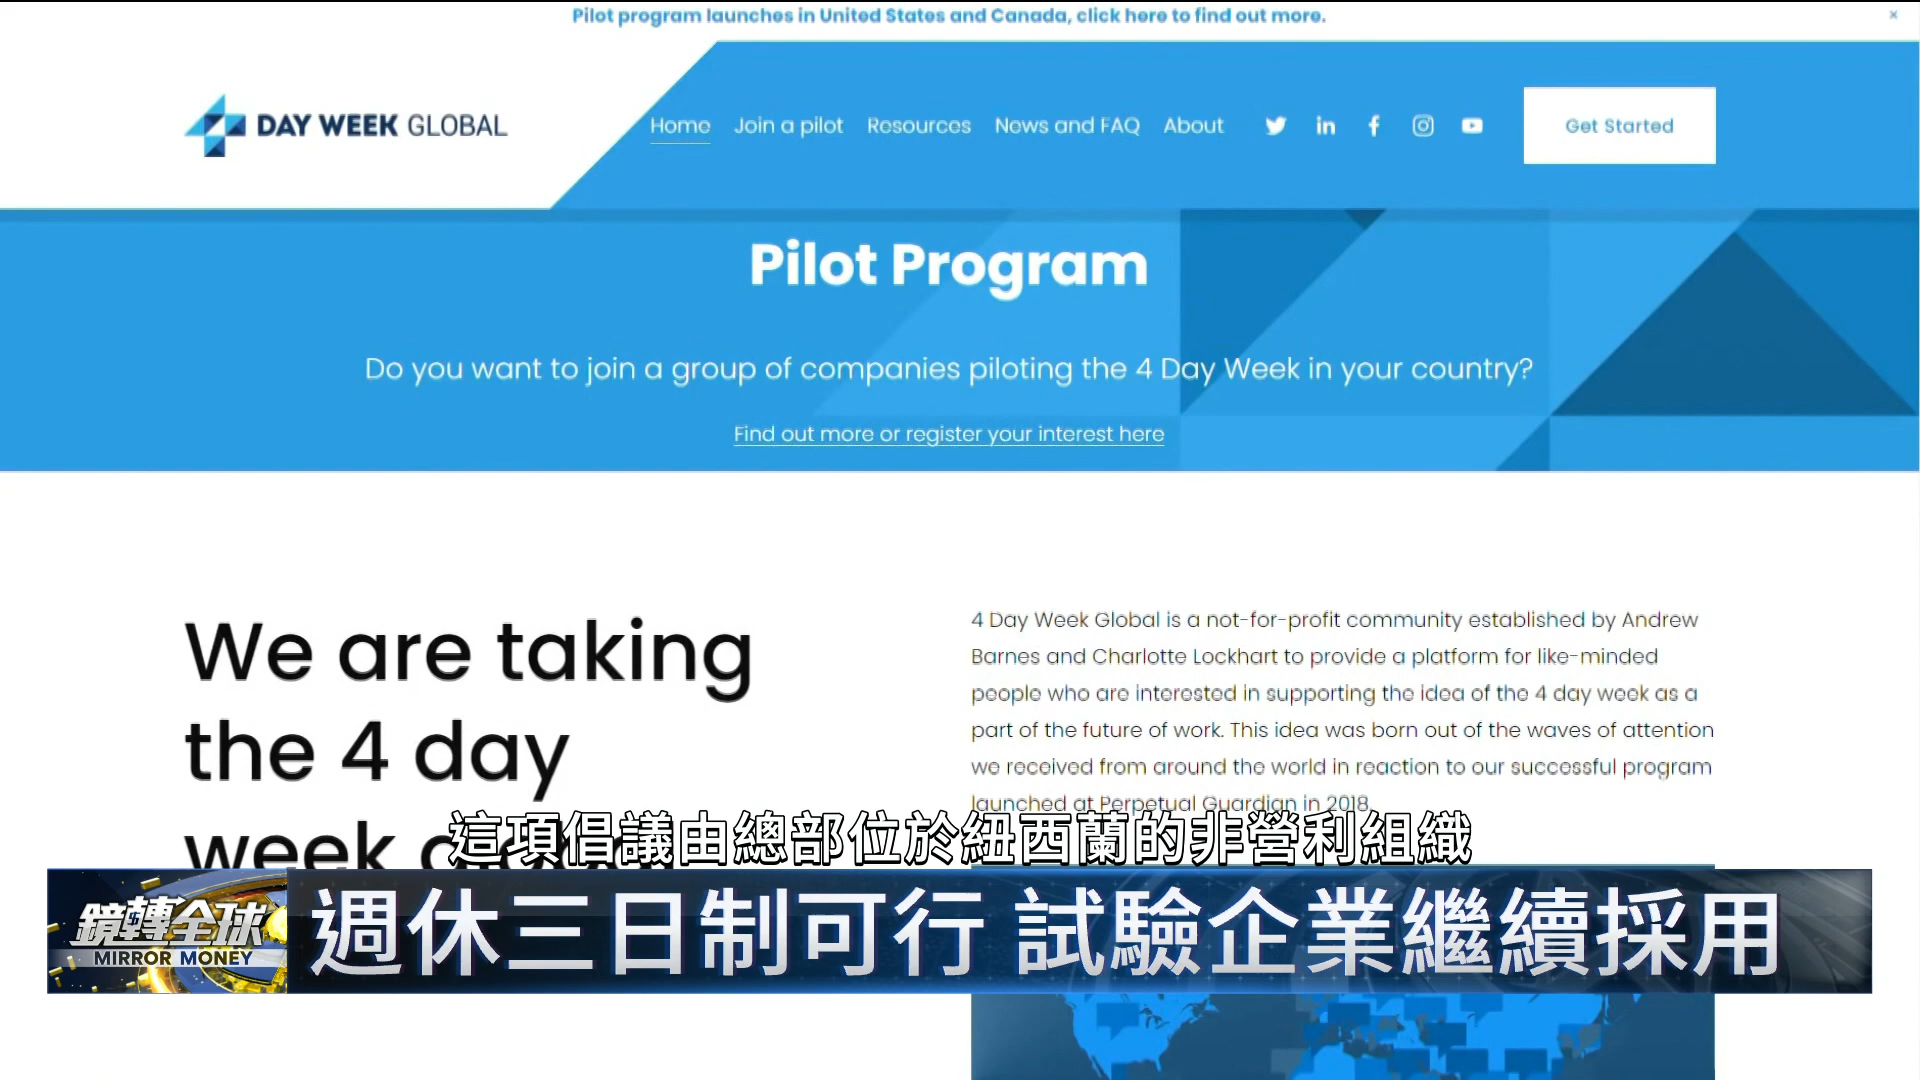 Pilot program launches in United States and Canada, click here to find out more.
×
DAY WEEK GLOBAL
Home
Join a pilot
Resources
News and FAQ
About
Get Started
Pilot Program
Do you want to join a group of companies piloting the 4 Day Week in your country?
Find out more or register your interest here
We are taking
the 4 day
week
4 Day Week Global is a not-for-profit community established by Andrew
Barnes and Charlotte Lockhart to provide a platform for like-minded
people who are interested in supporting the idea of the 4 day week as a
part of the future of work. This idea was born out of the waves of attention
we received from around the world in reaction to our successful program
launched at Perpetual Guardian in 2018.
這項倡議由總部位於紐西蘭的非營利組織
鏡轉全球
MIRROR MONEY
週休三日制可行 試驗企業繼續採用